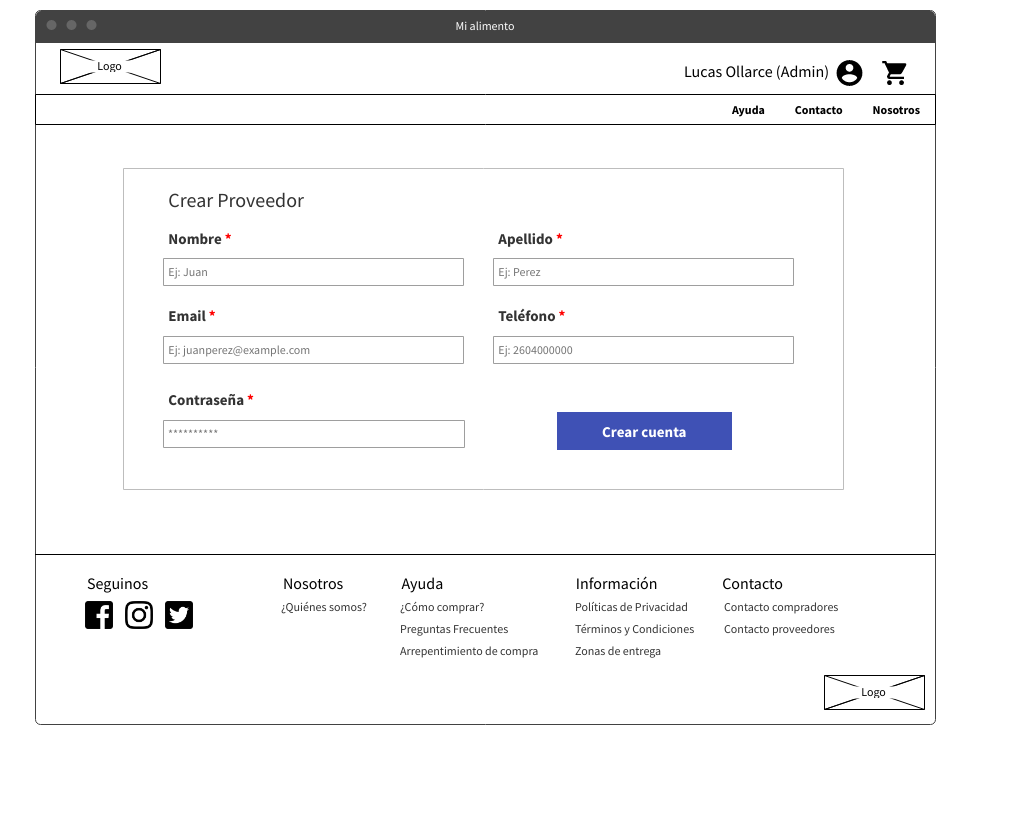 Mi alimento
Logo
Lucas Ollarce (Admin)
Ayuda Contacto Nosotros
Crear Proveedor
Nombre * Apellido *
Ej: Juan Ej: Perez
Email * Teléfono *
Ej: juanperez@example.com Ej: 2604000000
Contraseña *
********** Crear cuenta
Seguinos Nosotros Ayuda Información Contacto
¿Quiénes somos? ¿Cómo comprar? Políticas de Privacidad Contacto compradores
Preguntas Frecuentes Términos y Condiciones Contacto proveedores
Arrepentimiento de compra Zonas de entrega
Logo